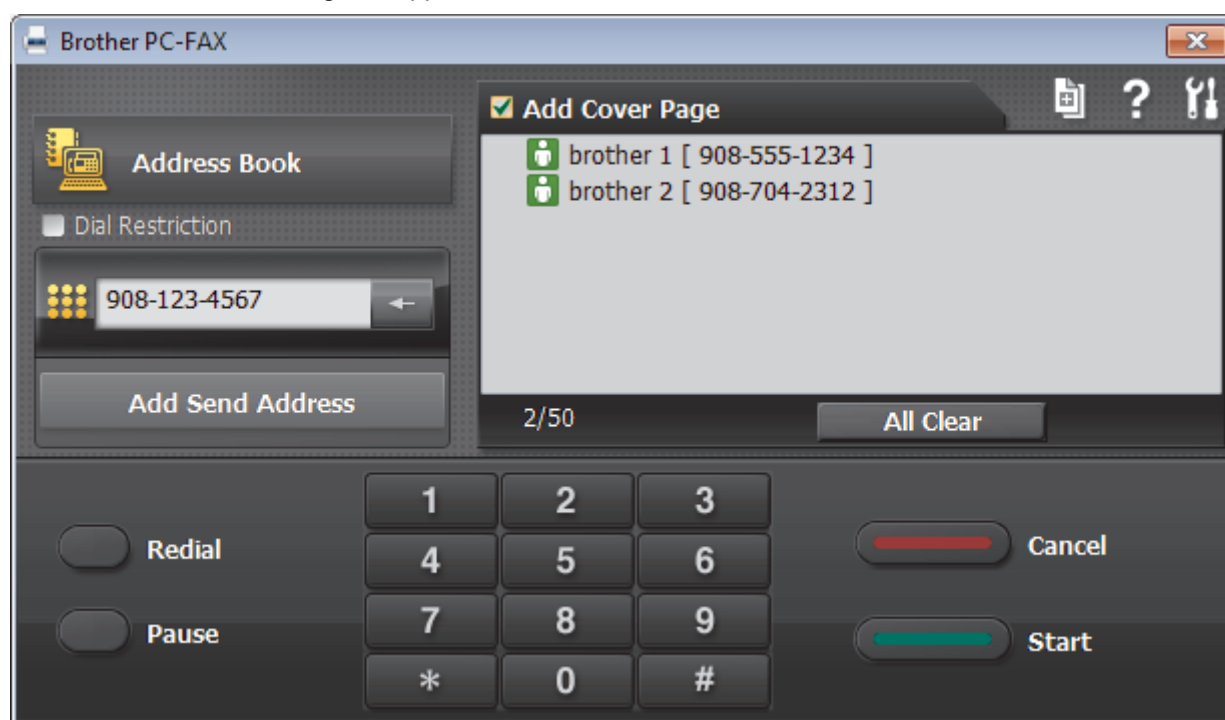 Brother PC-FAX
Add Cover Page
?
Address Book
brother 1 [ 908-555-1234 ]
brother 2 [ 908-704-2312 ]
Dial Restriction
908-123-4567
Add Send Address
2/50
All Clear
1 2 3
Redial
4 5 6
Cancel
Pause
7 8 9
Start
* 0 #